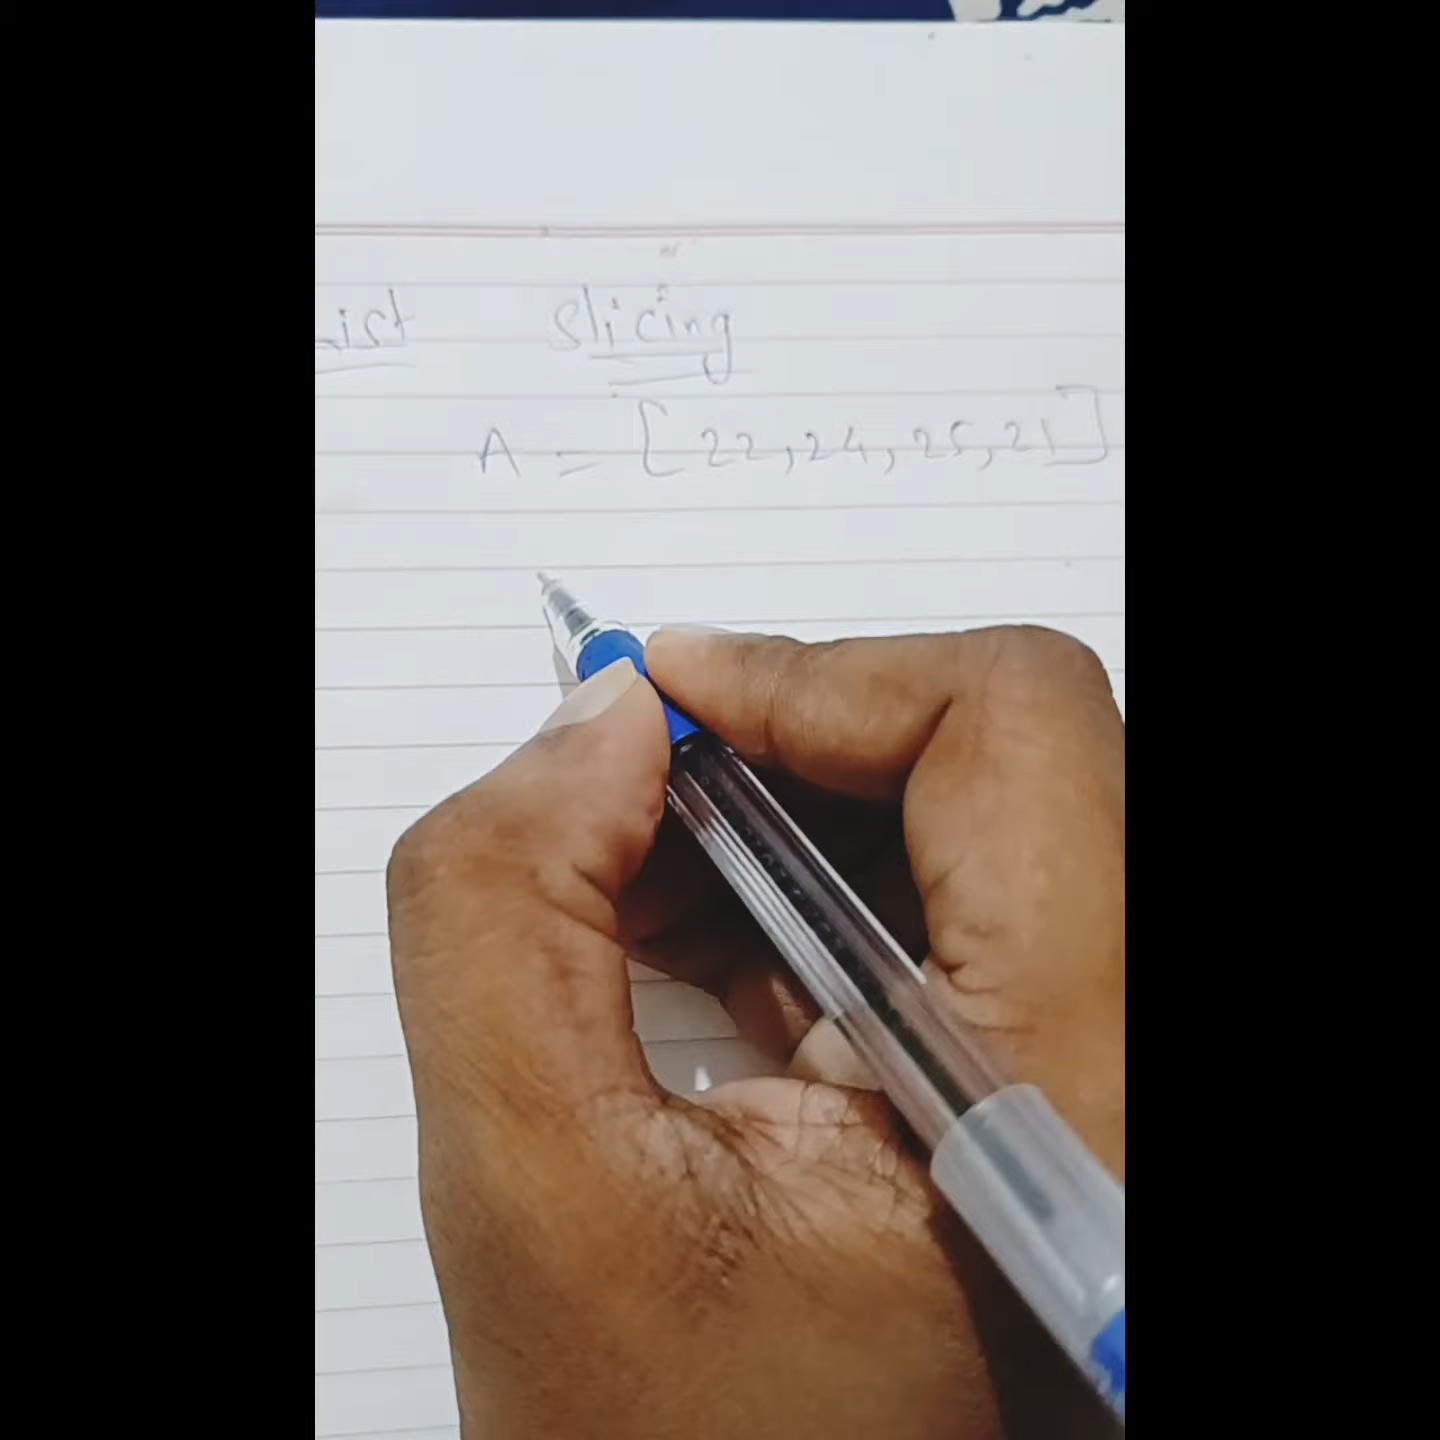 List slicing
A = [22, 24, 25, 21]